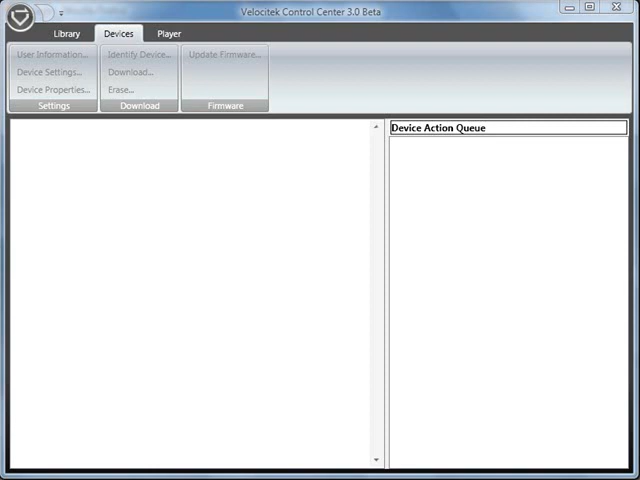 Velocitek Control Center 3.0 Beta
Library Devices Player
User Information... Identify Device... Update Firmware...
Device Settings... Download...
Device Properties... Erase...
Settings Download Firmware
Device Action Queue